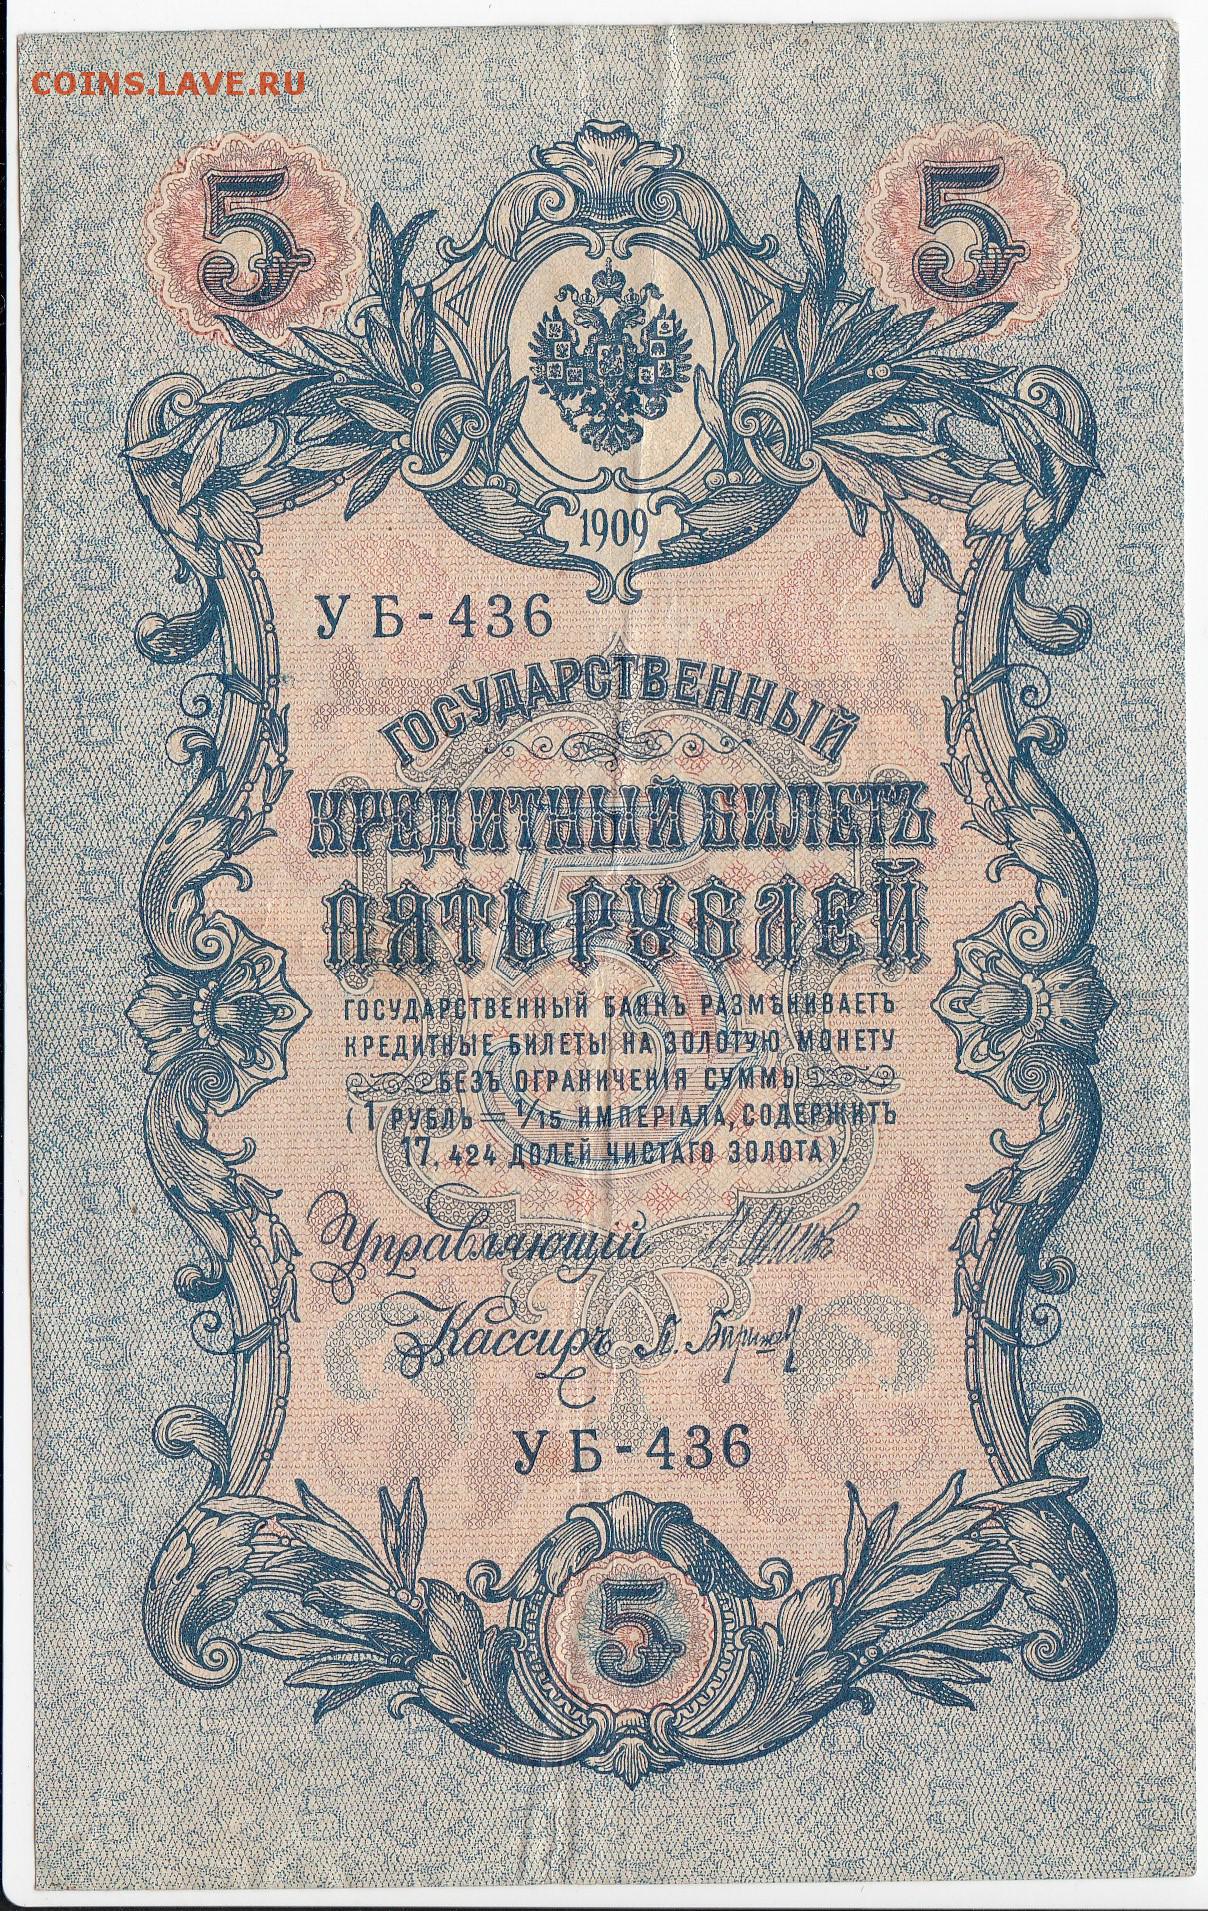 COINS.LAVE.RU
5 5
1909
УБ-436
ГОСУДАРСТВЕННЫЙ
КРЕДИТНЫЙ БИЛЕТЪ
ПЯТЬ РУБЛЕЙ
ГОСУДАРСТВЕННЫЙ БАНКЪ РАЗМѢНИВАЕТЪ
КРЕДИТНЫЕ БИЛЕТЫ НА ЗОЛОТУЮ МОНЕТУ
БЕЗЪ ОГРАНИЧЕНІЯ СУММЫ
(1 РУБЛЬ — 1/15 ИМПЕРІАЛА, СОДЕРЖИТЪ
17,424 ДОЛЕЙ ЧИСТАГО ЗОЛОТА)
Управляющий
Кассиръ
УБ-436
5